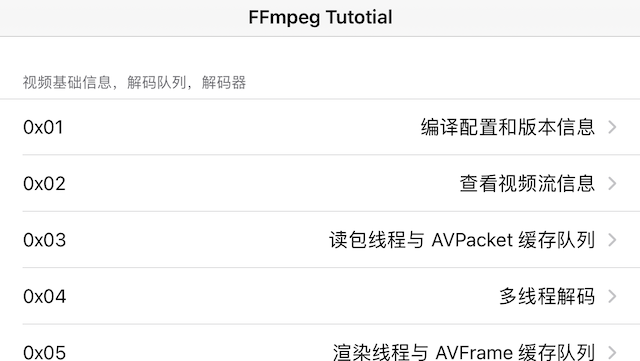 FFmpeg Tutotial
视频基础信息，解码队列，解码器
0x01 编译配置和版本信息
0x02 查看视频流信息
0x03 读包线程与 AVPacket 缓存队列
0x04 多线程解码
0x05 渲染线程与 AVFrame 缓存队列